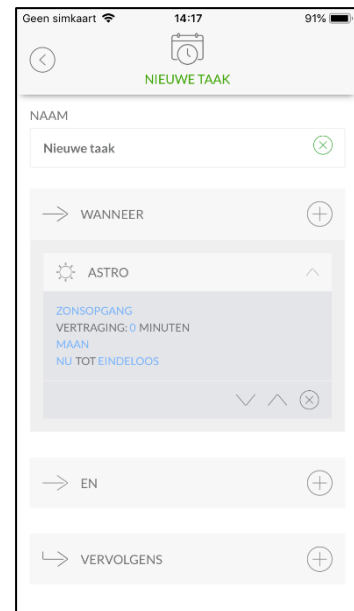 Geen simkaart 14:17 91%
NIEUWE TAAK
NAAM
Nieuwe taak
WANNEER
ASTRO
ZONSOPGANG
VERTRAGING: 0 MINUTEN
MAAN
NU TOT EINDELOOS
EN
VERVOLGENS